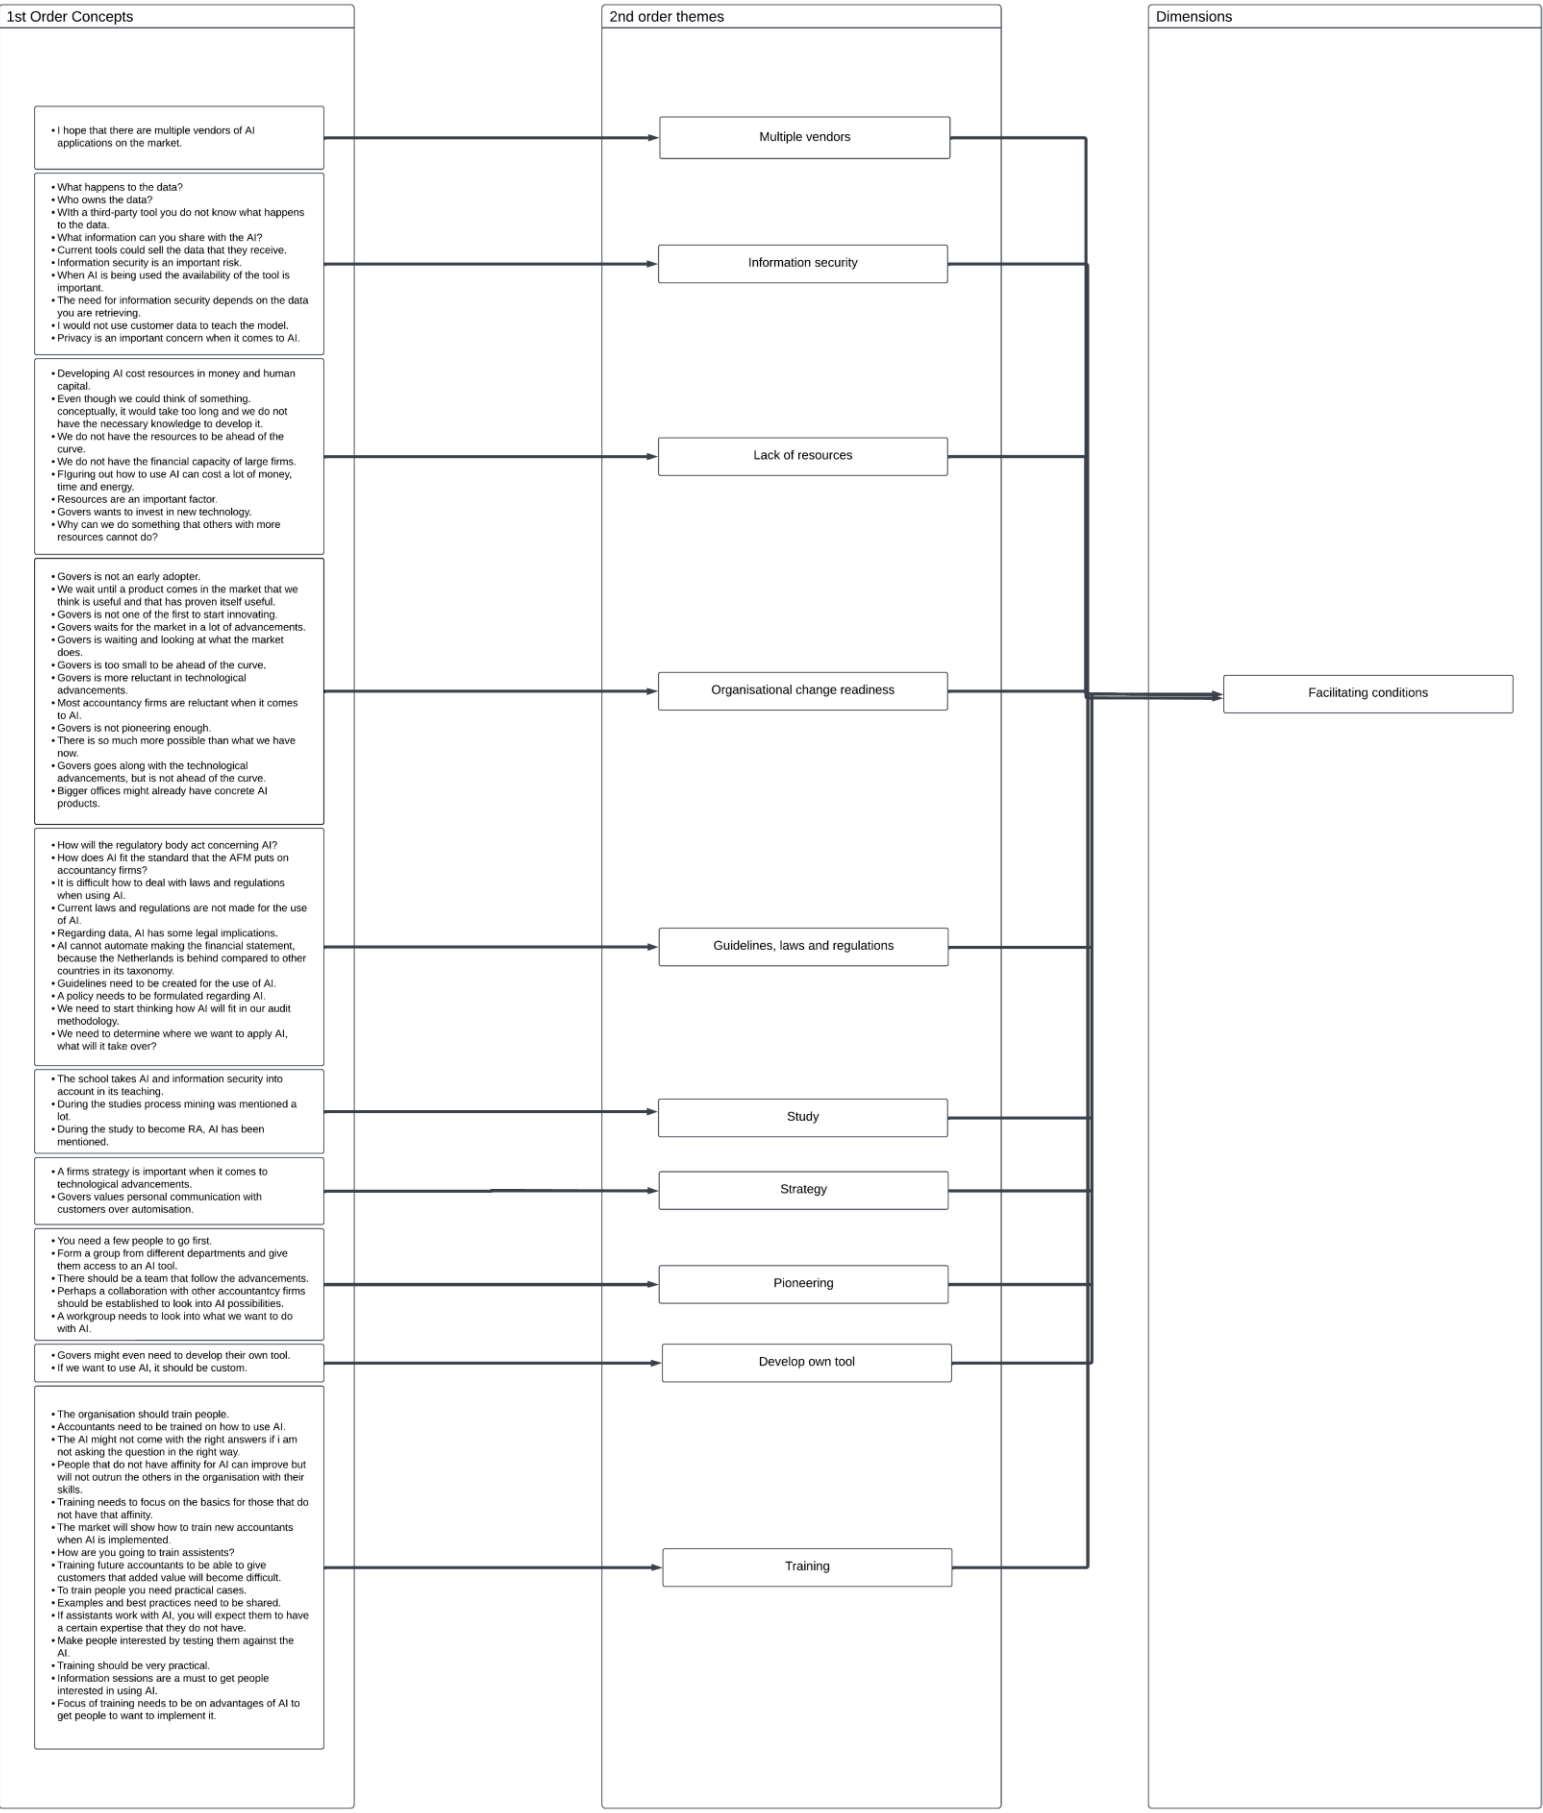 1st Order Concepts
2nd order themes
Dimensions
• I hope that there are multiple vendors of AI
applications on the market.
Multiple vendors
• What happens to the data?
• Who owns the data?
• WIth a third-party tool you do not know what happens
to the data.
• What information can you share with the AI?
• Current tools could sell the data that they receive.
• Information security is an important risk.
• When AI is being used the availability of the tool is
important.
• The need for information security depends on the data
you are retrieving.
• I would not use customer data to teach the model.
• Privacy is an important concern when it comes to AI.
Information security
• Developing AI cost resources in money and human
capital.
• Even though we could think of something.
conceptually, it would take too long and we do not
have the necessary knowledge to develop it.
• We do not have the resources to be ahead of the
curve.
• We do not have the financial capacity of large firms.
• FIguring out how to use AI can cost a lot of money,
time and energy.
• Resources are an important factor.
• Govers wants to invest in new technology.
• Why can we do something that others with more
resources cannot do?
Lack of resources
• Govers is not an early adopter.
• We wait until a product comes in the market that we
think is useful and that has proven itself useful.
• Govers is not one of the first to start innovating.
• Govers waits for the market in a lot of advancements.
• Govers is waiting and looking at what the market
does.
• Govers is too small to be ahead of the curve.
• Govers is more reluctant in technological
advancements.
• Most accountancy firms are reluctant when it comes
to AI.
• Govers is not pioneering enough.
• There is so much more possible than what we have
now.
• Govers goes along with the technological
advancements, but is not ahead of the curve.
• Bigger offices might already have concrete AI
products.
Organisational change readiness
Facilitating conditions
• How will the regulatory body act concerning AI?
• How does AI fit the standard that the AFM puts on
accountancy firms?
• It is difficult how to deal with laws and regulations
when using AI.
• Current laws and regulations are not made for the use
of AI.
• Regarding data, AI has some legal implications.
• AI cannot automate making the financial statement,
because the Netherlands is behind compared to other
countries in its taxonomy.
• Guidelines need to be created for the use of AI.
• A policy needs to be formulated regarding AI.
• We need to start thinking how AI will fit in our audit
methodology.
• We need to determine where we want to apply AI,
what will it take over?
Guidelines, laws and regulations
• The school takes AI and information security into
account in its teaching.
• During the studies process mining was mentioned a
lot.
• During the study to become RA, AI has been
mentioned.
Study
• A firms strategy is important when it comes to
technological advancements.
• Govers values personal communication with
customers over automisation.
Strategy
• You need a few people to go first.
• Form a group from different departments and give
them access to an AI tool.
• There should be a team that follow the advancements.
• Perhaps a collaboration with other accountantcy firms
should be established to look into AI possibilities.
• A workgroup needs to look into what we want to do
with AI.
Pioneering
• Govers might even need to develop their own tool.
• If we want to use AI, it should be custom.
Develop own tool
• The organisation should train people.
• Accountants need to be trained on how to use AI.
• The AI might not come with the right answers if i am
not asking the question in the right way.
• People that do not have affinity for AI can improve but
will not outrun the others in the organisation with their
skills.
• Training needs to focus on the basics for those that do
not have that affinity.
• The market will show how to train new accountants
when AI is implemented.
• How are you going to train assistents?
• Training future accountants to be able to give
customers that added value will become difficult.
• To train people you need practical cases.
• Examples and best practices need to be shared.
• If assistants work with AI, you will expect them to have
a certain expertise that they do not have.
• Make people interested by testing them against the
AI.
• Training should be very practical.
• Information sessions are a must to get people
interested in using AI.
• Focus of training needs to be on advantages of AI to
get people to want to implement it.
Training